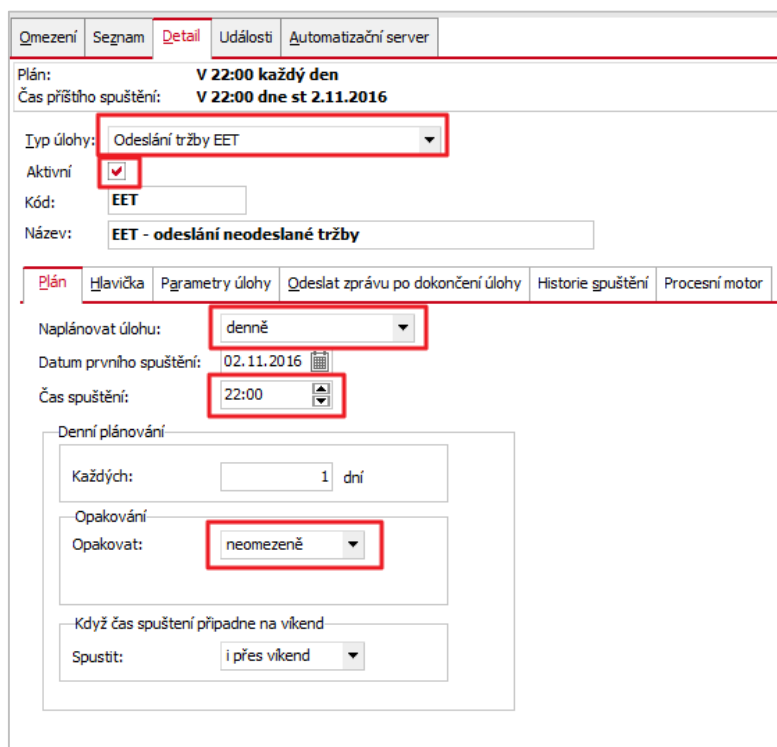 Omezení Seznam Detail Události Automatizační server
Plán: V 22:00 každý den
Čas příštího spuštění: V 22:00 dne st 2.11.2016
Typ úlohy: Odeslání tržby EET
Aktivní
Kód: EET
Název: EET - odeslání neodeslané tržby
Plán Hlavička Parametry úlohy Odeslat zprávu po dokončení úlohy Historie spuštění Procesní motor
Naplánovat úlohu: denně
Datum prvního spuštění: 02.11.2016
Čas spuštění: 22:00
Denní plánování
Každých: 1 dní
Opakování
Opakovat: neomezeně
Když čas spuštení připadne na víkend
Spustit: i přes víkend